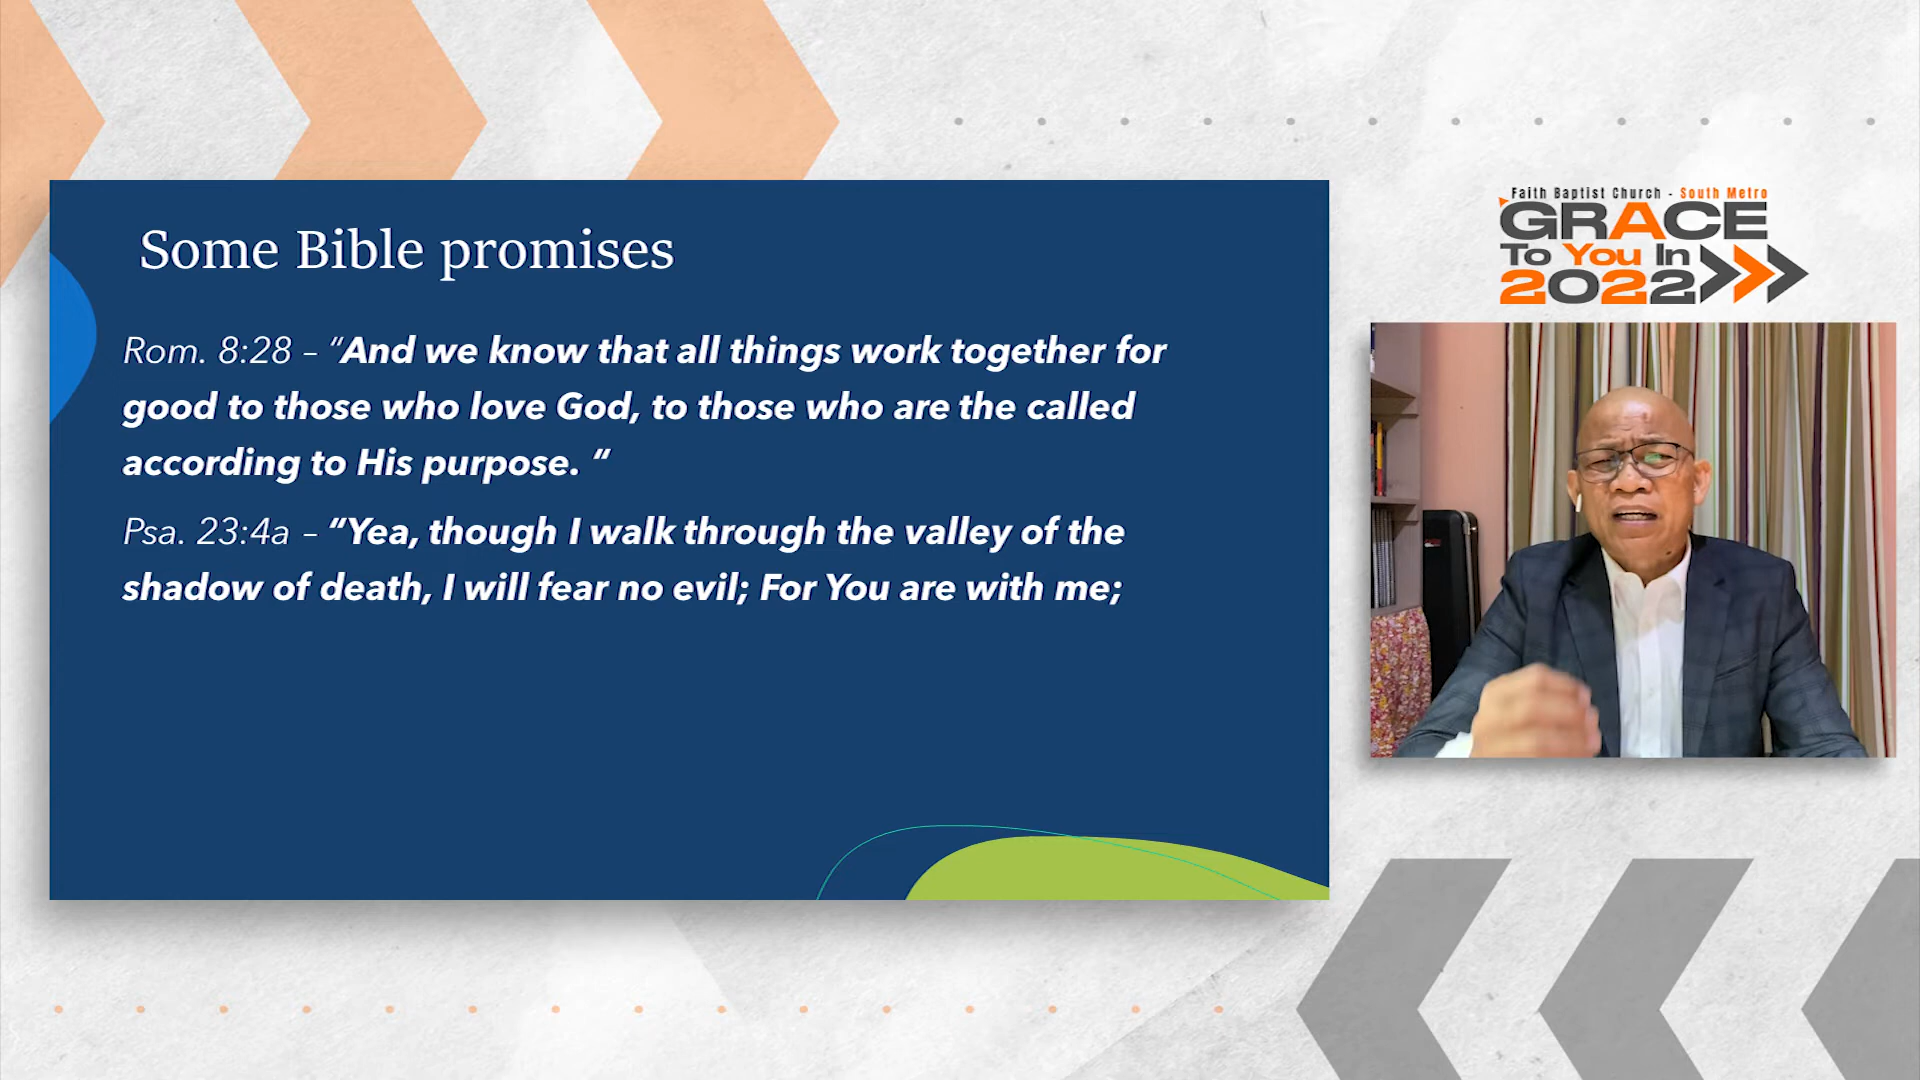 Some Bible promises
Rom. 8:28 – “And we know that all things work together for
good to those who love God, to those who are the called
according to His purpose. “
Psa. 23:4a – “Yea, though I walk through the valley of the
shadow of death, I will fear no evil; For You are with me;
Faith Baptist Church - South Metro
GRACE
To You In
2022